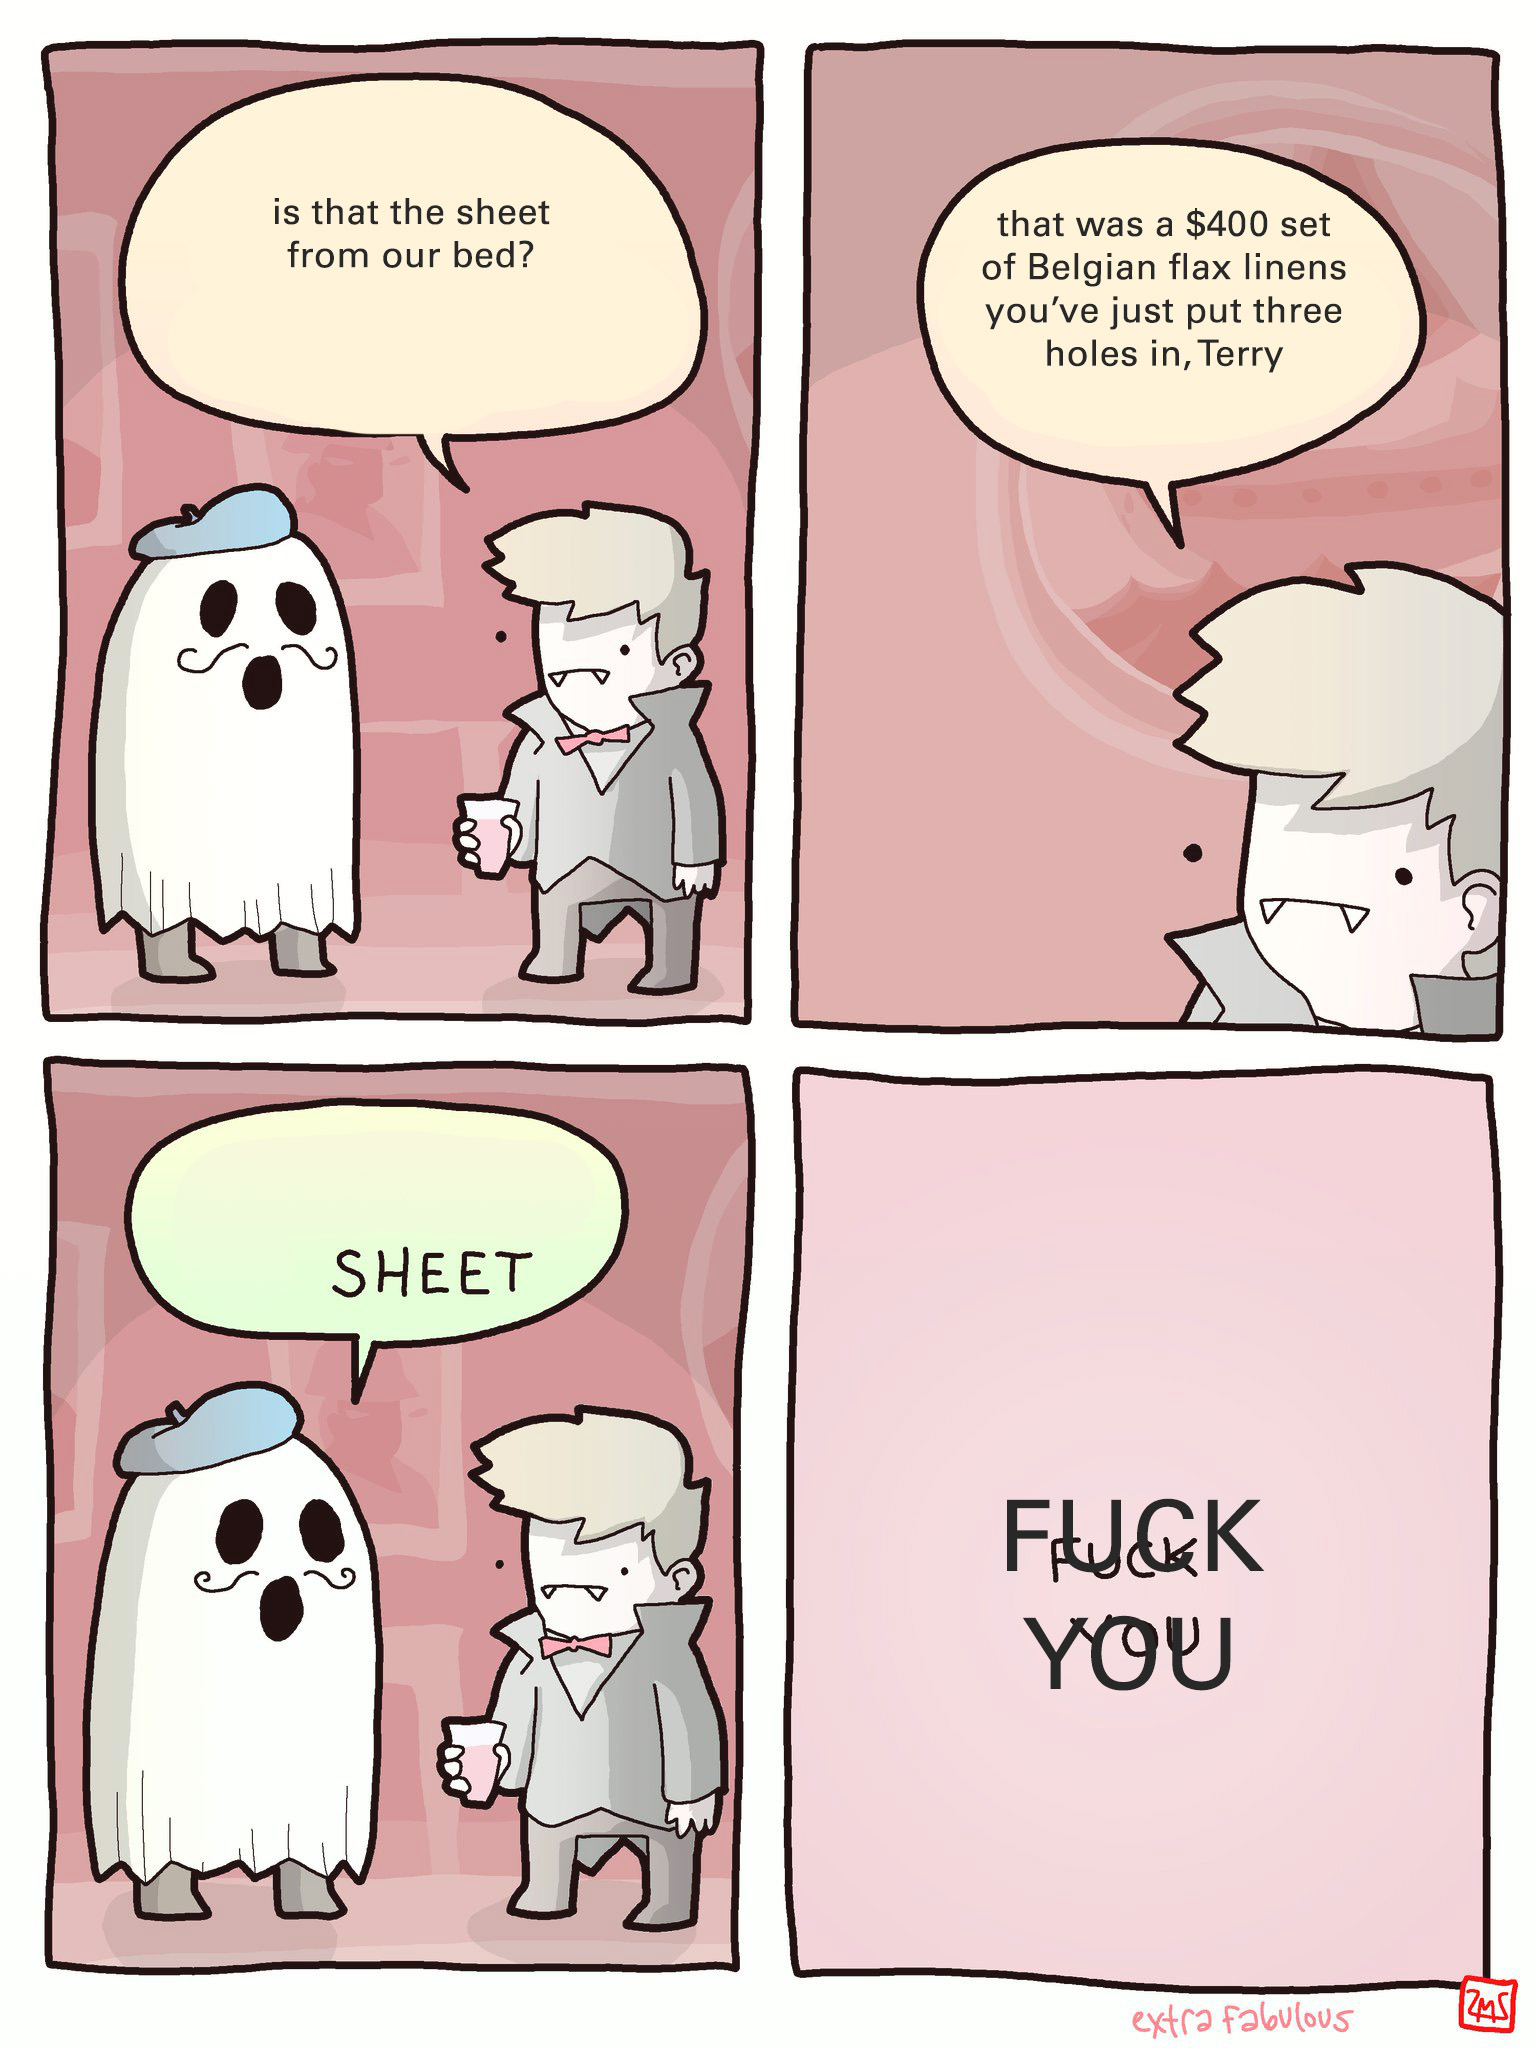 is that the sheet
from our bed?
that was a $400 set
of Belgian flax linens
you've just put three
holes in, Terry
SHEET
FUCK
FUCK
YOU
YOU
extra fabulous
ZMS